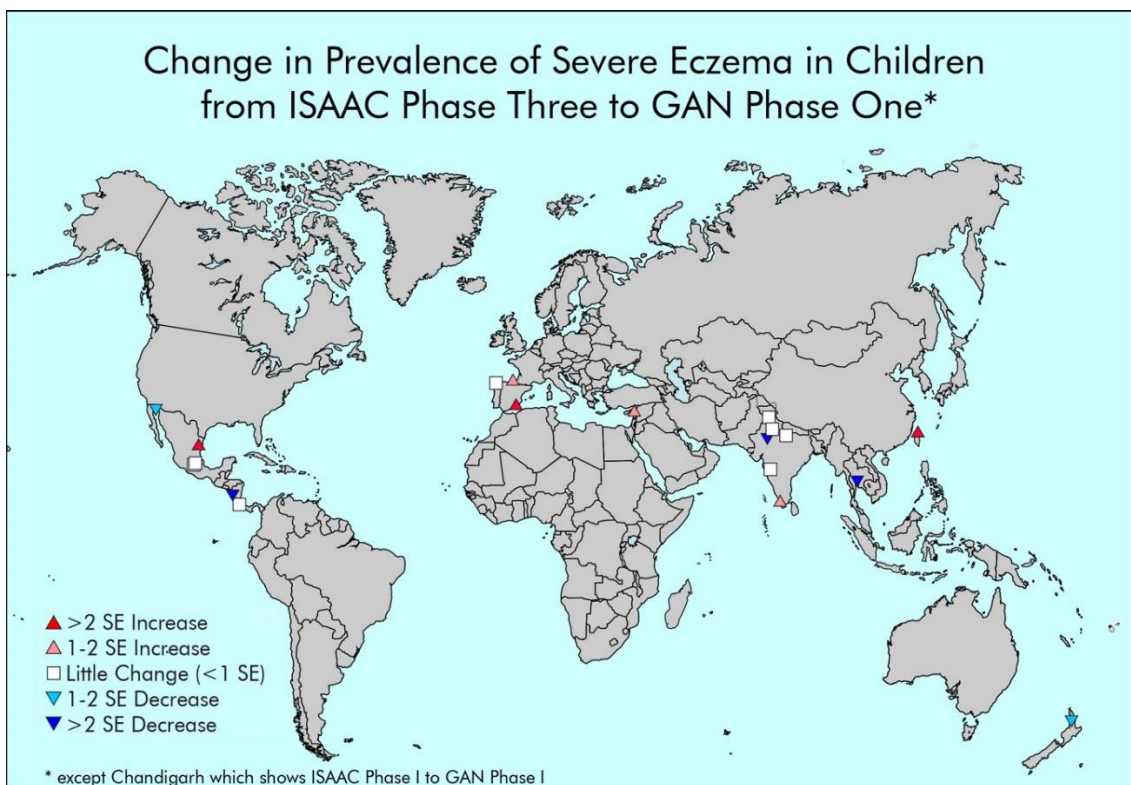 Change in Prevalence of Severe Eczema in Children
from ISAAC Phase Three to GAN Phase One*
>2 SE Increase
1-2 SE Increase
Little Change (<1 SE)
1-2 SE Decrease
>2 SE Decrease
* except Chandigarh which shows ISAAC Phase I to GAN Phase I